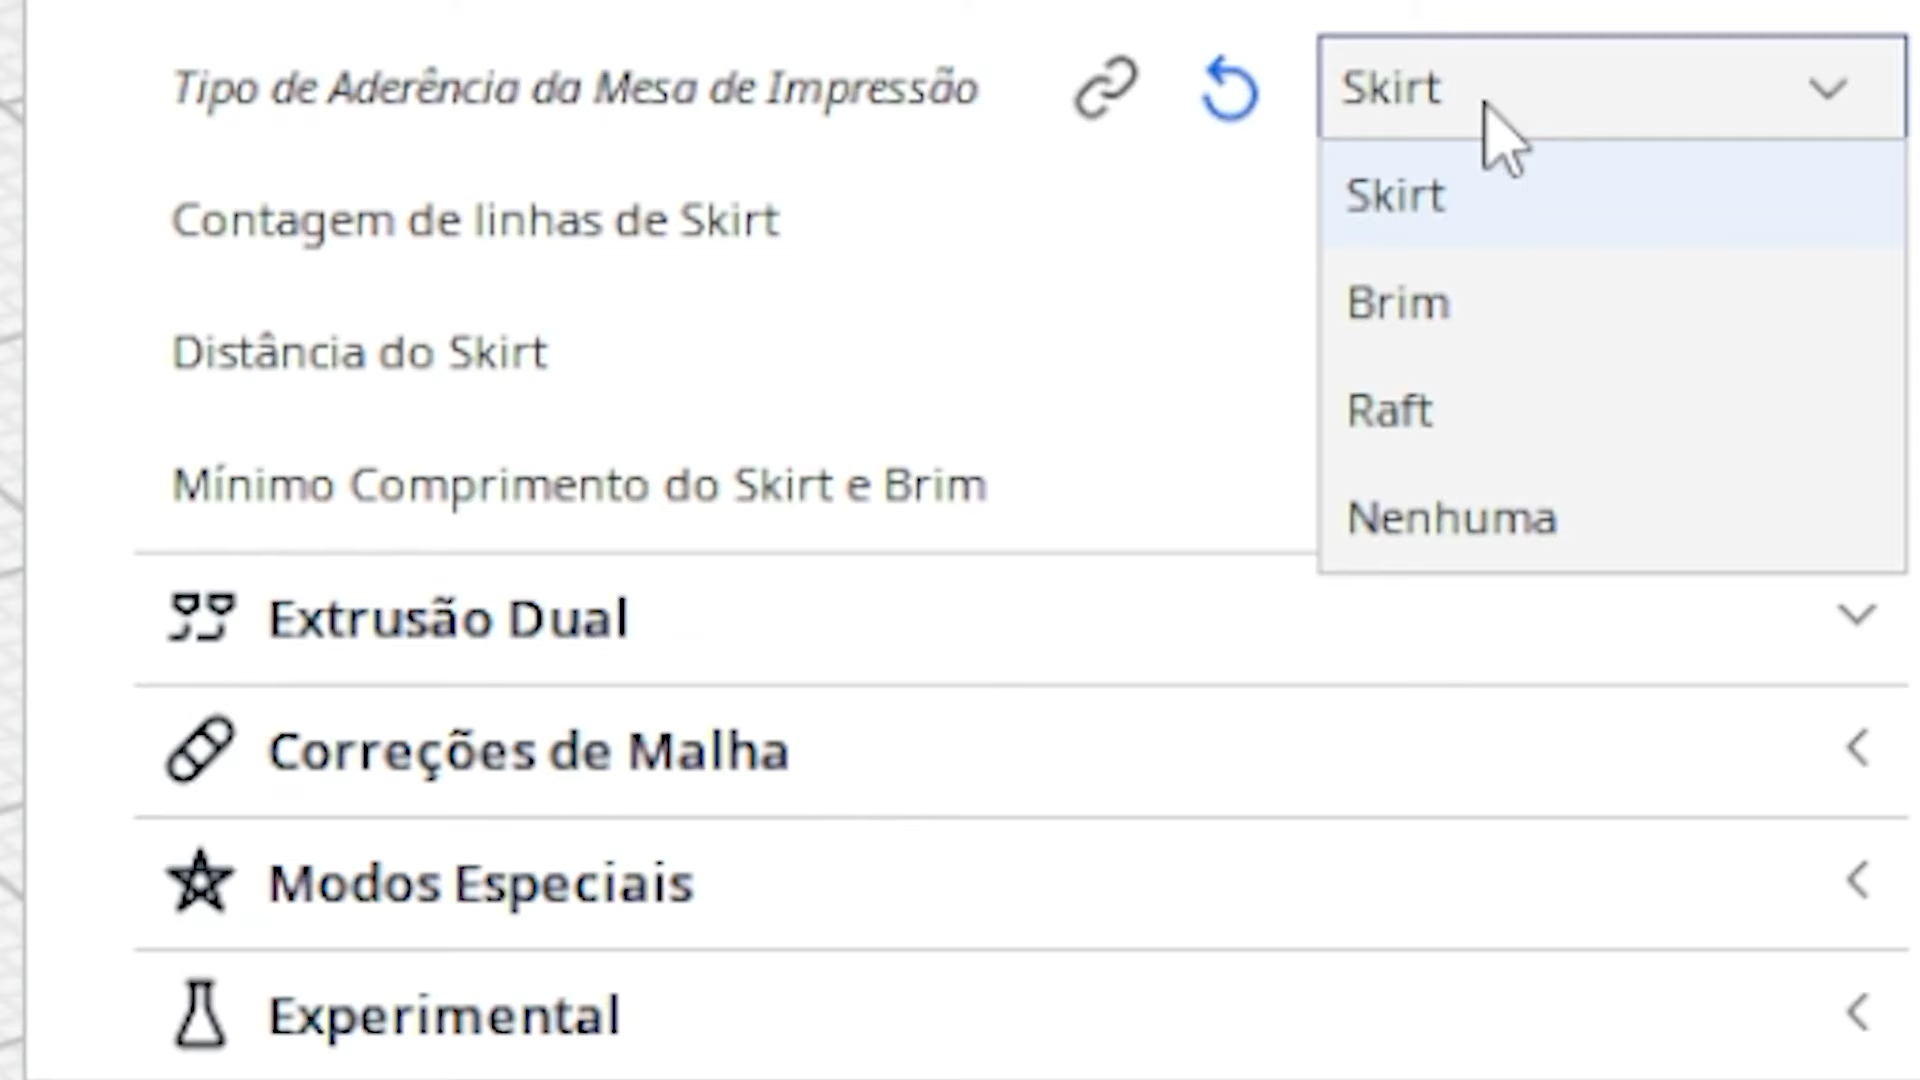 Tipo de Aderência da Mesa de Impressão Skirt
Skirt
Contagem de linhas de Skirt
Brim
Distância do Skirt
Raft
Mínimo Comprimento do Skirt e Brim
Nenhuma
Extrusão Dual
Correções de Malha
Modos Especiais
Experimental